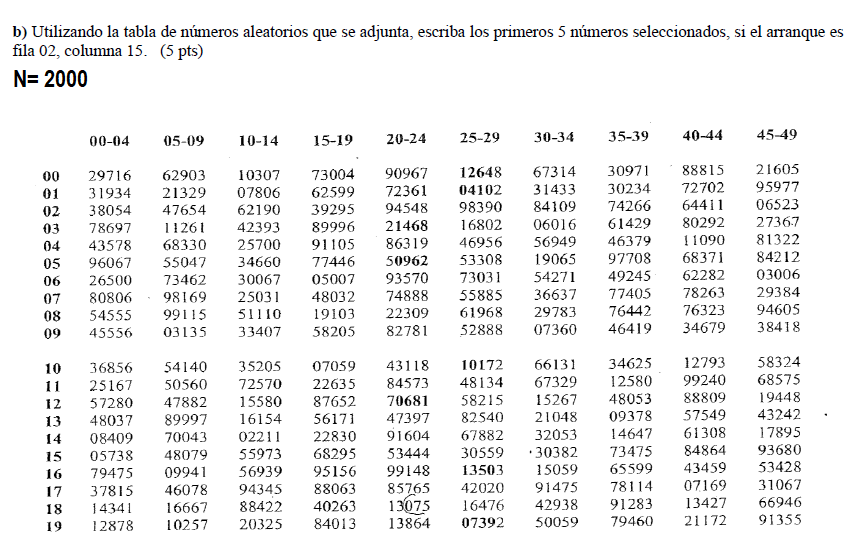 b) Utilizando la tabla de números aleatorios que se adjunta, escriba los primeros 5 números seleccionados, si el arranque es
fila 02, columna 15. (5 pts)
N= 2000
00-04 05-09 10-14 15-19 20-24 25-29 30-34 35-39 40-44 45-49
00 29716 62903 10307 73004 90967 12648 67314 30971 88815 21605
01 31934 21329 07806 62599 72361 04102 31433 30234 72702 95977
02 38054 47654 62190 39295 94548 98390 84109 74266 64411 06523
03 78697 11261 42393 89996 21468 16802 06016 61429 80292 27367
04 43578 68330 25700 91105 86319 46956 56949 46379 11090 81322
05 96067 55047 34660 77446 50962 53308 19065 97708 68371 84212
06 26500 73462 30067 05007 93570 73031 54271 49245 62282 03006
07 80806 98169 25031 48032 74888 55885 36637 77405 78263 29384
08 54555 99115 51110 19103 22309 61968 29783 76442 76323 94605
09 45556 03135 33407 58205 82781 52888 07360 46419 34679 38418
10 36856 54140 35205 07059 43118 10172 66131 34625 12793 58324
11 25167 50560 72570 22635 84573 48134 67329 12580 99240 68575
12 57280 47882 15580 87652 70681 58215 15267 48053 88809 19448
13 48037 89997 16154 56171 47397 82540 21048 09378 57549 43242
14 08409 70043 02211 22830 91604 67882 32053 14647 61308 17895
15 05738 48079 55973 68295 53444 30559 30382 73475 84864 93680
16 79475 09941 56939 95156 99148 13503 15059 65599 43459 53428
17 37815 46078 94345 88063 85765 42020 91475 78114 07169 31067
18 14341 16667 88422 40263 13075 16476 42938 91283 13427 66946
19 12878 10257 20325 84013 13864 07392 50059 79460 21172 91355